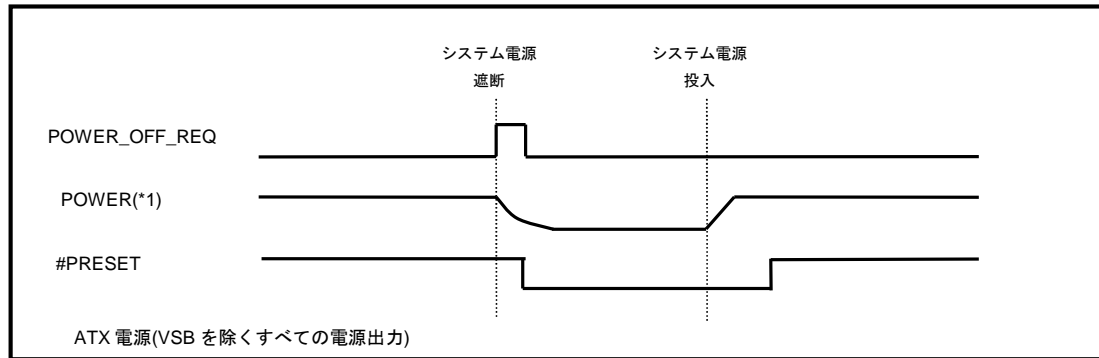 システム電源
遮断
システム電源
投入
POWER_OFF_REQ
POWER(*1)
#PRESET
ATX 電源(VSB を除くすべての電源出力)